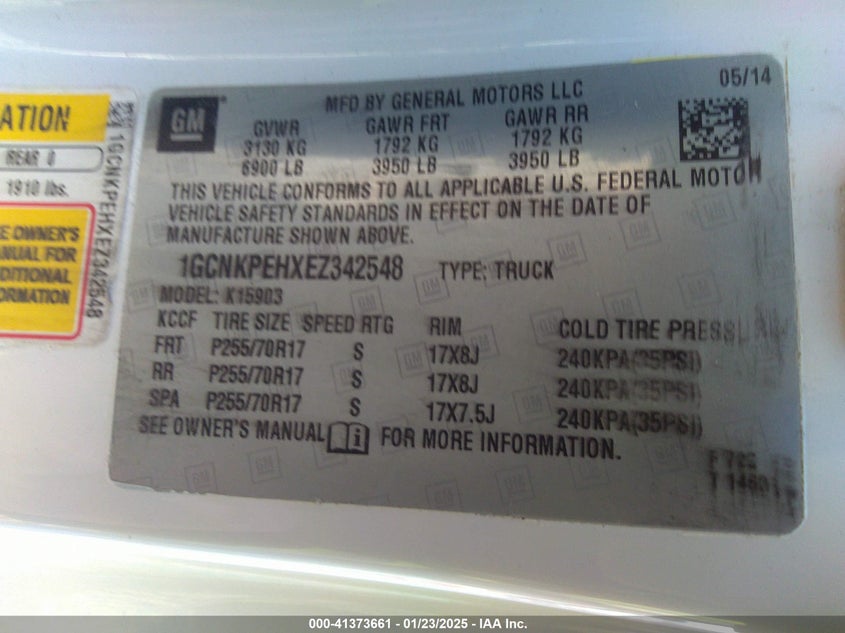 ATION
REAR 0
1910 lbs.
E OWNER'S
NUAL FOR
DITIONAL
ORMATION
1GCNKPEHXEZ342548
05/14
GM
MFD BY GENERAL MOTORS LLC
GVWR GAWR FRT GAWR RR
3130 KG 1792 KG 1792 KG
6900 LB 3950 LB 3950 LB
THIS VEHICLE CONFORMS TO ALL APPLICABLE U.S. FEDERAL MOTOR
VEHICLE SAFETY STANDARDS IN EFFECT ON THE DATE OF
MANUFACTURE SHOWN ABOVE.
1GCNKPEHXEZ342548 TYPE: TRUCK
MODEL: K15903
KCCF TIRE SIZE SPEED RTG RIM COLD TIRE PRESSU
FRT P255/70R17 S 17X8J 240KPA(35PSI)
RR P255/70R17 S 17X8J 240KPA(35PSI)
SPA P255/70R17 S 17X7.5J 240KPA(35PSI)
SEE OWNER'S MANUAL FOR MORE INFORMATION.
000-41373661 - 01/23/2025 - IAA Inc.